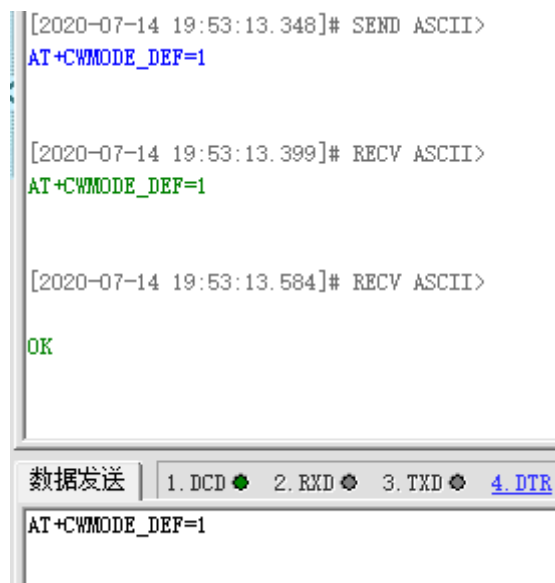 [2020-07-14 19:53:13.348]# SEND ASCII>
AT+CWMODE_DEF=1
[2020-07-14 19:53:13.399]# RECV ASCII>
AT+CWMODE_DEF=1
[2020-07-14 19:53:13.584]# RECV ASCII>
OK
数据发送 1. DCD 2. RXD 3. TXD 4. DTR
AT+CWMODE_DEF=1